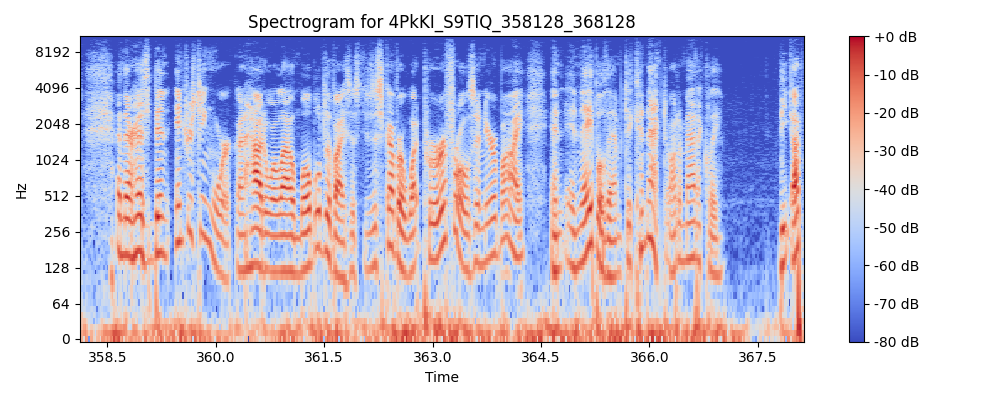 Spectrogram for 4PkKI_S9TIQ_358128_368128
8192
4096
2048
1024
512
256
128
64
0
Hz
358.5 360.0 361.5 363.0 364.5 366.0 367.5
Time
+0 dB
-10 dB
-20 dB
-30 dB
-40 dB
-50 dB
-60 dB
-70 dB
-80 dB